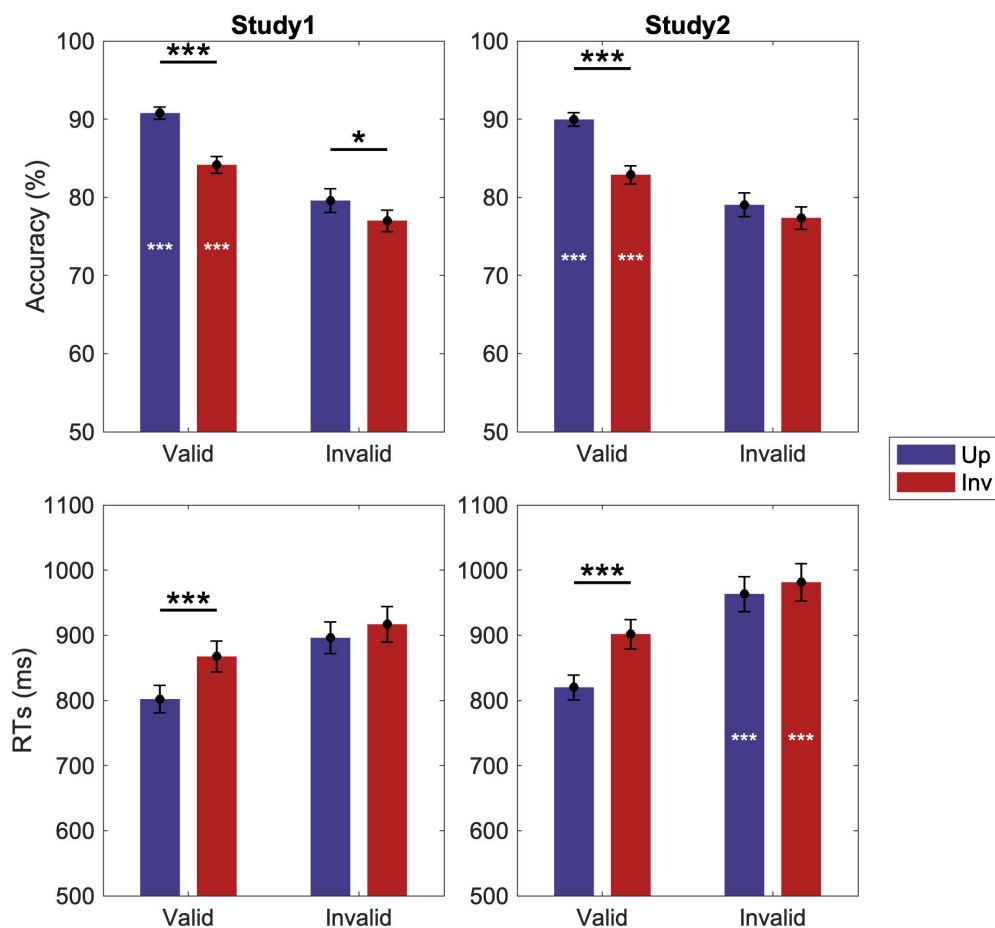 Study1
Study2
100
90
80
70
60
50
Accuracy (%)
***
*
***
***
Valid
Invalid
100
90
80
70
60
50
***
***
***
Valid
Invalid
Up
Inv
1100
1000
900
800
700
600
500
RTs (ms)
***
Valid
Invalid
1100
1000
900
800
700
600
500
***
***
***
Valid
Invalid